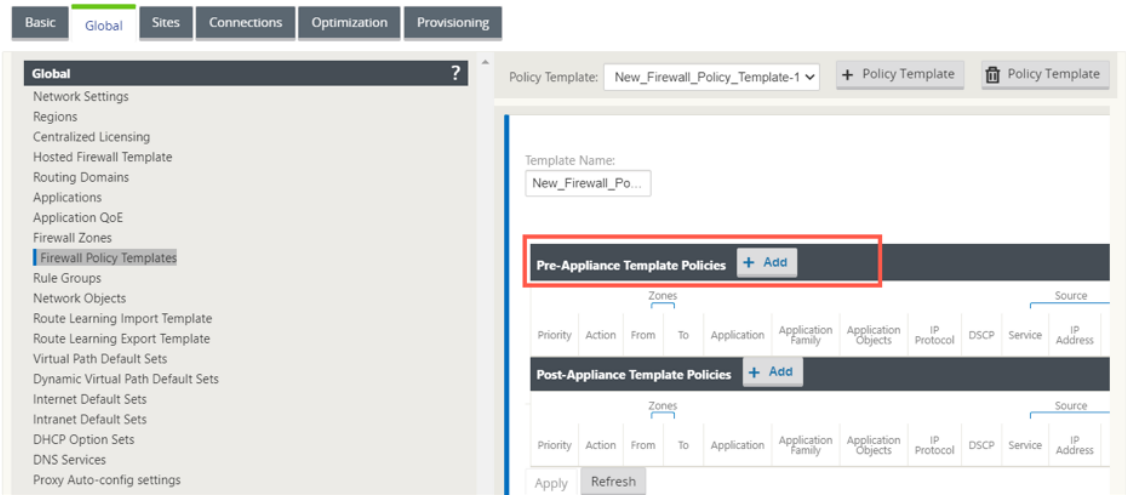 Basic Global Sites Connections Optimization Provisioning
Global ?
Network Settings
Regions
Centralized Licensing
Hosted Firewall Template
Routing Domains
Applications
Application QoE
Firewall Zones
Firewall Policy Templates
Rule Groups
Network Objects
Route Learning Import Template
Route Learning Export Template
Virtual Path Default Sets
Dynamic Virtual Path Default Sets
Internet Default Sets
Intranet Default Sets
DHCP Option Sets
DNS Services
Proxy Auto-config settings
Policy Template: New_Firewall_Policy_Template-1 + Policy Template Policy Template
Template Name:
New_Firewall_Po...
Pre-Appliance Template Policies + Add
Zones Source
Priority Action From To Application Application Family Application Objects IP Protocol DSCP Service IP Address
Post-Appliance Template Policies + Add
Zones Source
Priority Action From To Application Application Family Application Objects IP Protocol DSCP Service IP Address
Apply Refresh